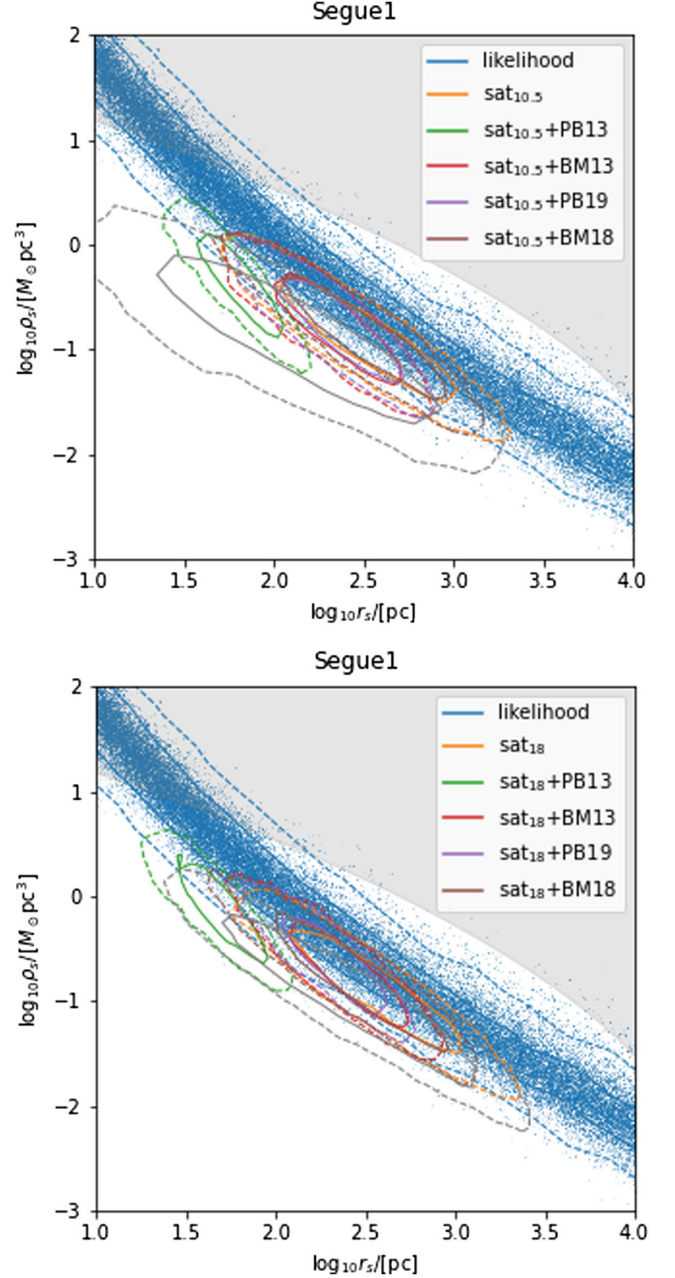 Segue1
2
1
0
−1
−2
−3
log₁₀ρₛ/[M⊙pc³]
likelihood
sat₁₀.₅
sat₁₀.₅+PB13
sat₁₀.₅+BM13
sat₁₀.₅+PB19
sat₁₀.₅+BM18
1.0 1.5 2.0 2.5 3.0 3.5 4.0
log₁₀rₛ/[pc]
Segue1
2
1
0
−1
−2
−3
log₁₀ρₛ/[M⊙pc³]
likelihood
sat₁₈
sat₁₈+PB13
sat₁₈+BM13
sat₁₈+PB19
sat₁₈+BM18
1.0 1.5 2.0 2.5 3.0 3.5 4.0
log₁₀rₛ/[pc]